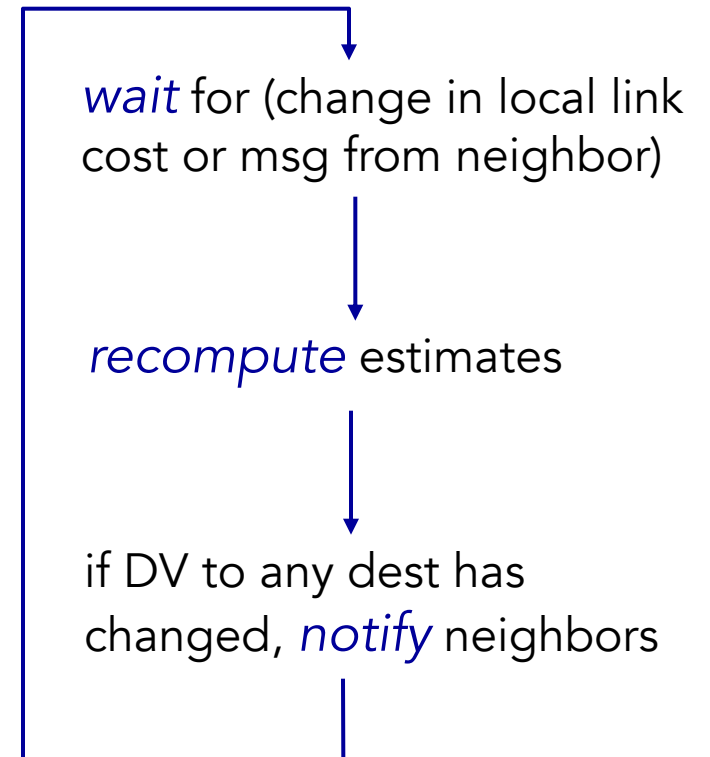 wait for (change in local link
cost or msg from neighbor)
recompute estimates
if DV to any dest has
changed, notify neighbors